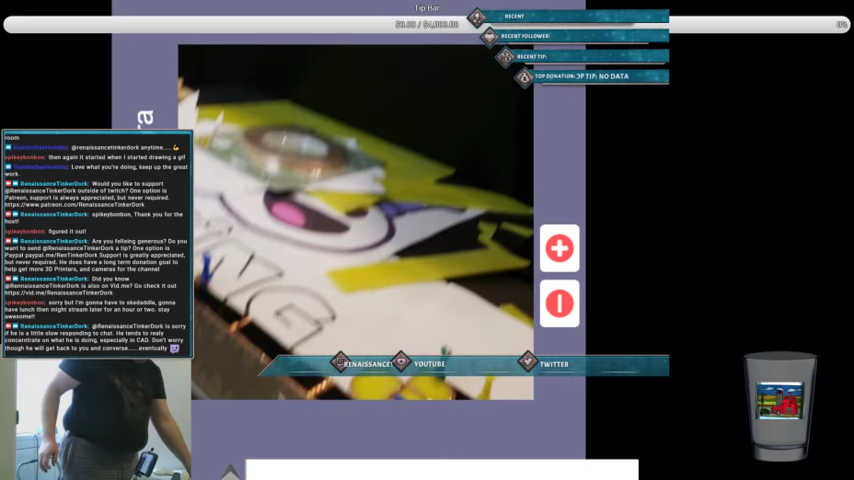 Tip Bar
$0.00 / $4,000.00
0%
RECENT
RECENT FOLLOWER:
RECENT TIP:
TOP DONATION: OP TIP: NO DATA
ra
room
@renaissancetinkerdork anytime.....
spikeybonbon: then again it started when I started drawing a gif
Love what you're doing, keep up the great
work.
RenaissanceTinkerDork: Would you like to support
@RenaissanceTinkerDork outside of twitch? One option is
Patreon, support is always appreciated, but never required.
https://www.patreon.com/RenTinkerDork
RenaissanceTinkerDork:
spikeybonbon, Thank you for the
host!
spikeybonbon: figured it out!
RenaissanceTinkerDork: Are you felleing generous? Do you
want to send @RenaissanceTinkerDork a tip? One option is
Paypal paypal.me/RenTinkerDork Support is greatly appreciated,
but never required. He does have a long term donation goal to
help get more 3D Printers, and cameras for the channel
RenaissanceTinkerDork: Did you know
@RenaissanceTinkerDork is also on Vid.me? Go check it out
https://vid.me/RenTinkerDork
spikeybonbon: sorry but I'm gonna have to skedaddle, gonna
have lunch then might stream later for an hour or two. stay
awesome!!
RenaissanceTinkerDork: @RenaissanceTinkerDork is sorry
if he is a little slow responding to chat. He tends to realy
concentrate on what he is doing, especially in CAD. Don't worry
though he will get back to you and converse......eventually
RENAISSANCE
YOUTUBE
TWITTER